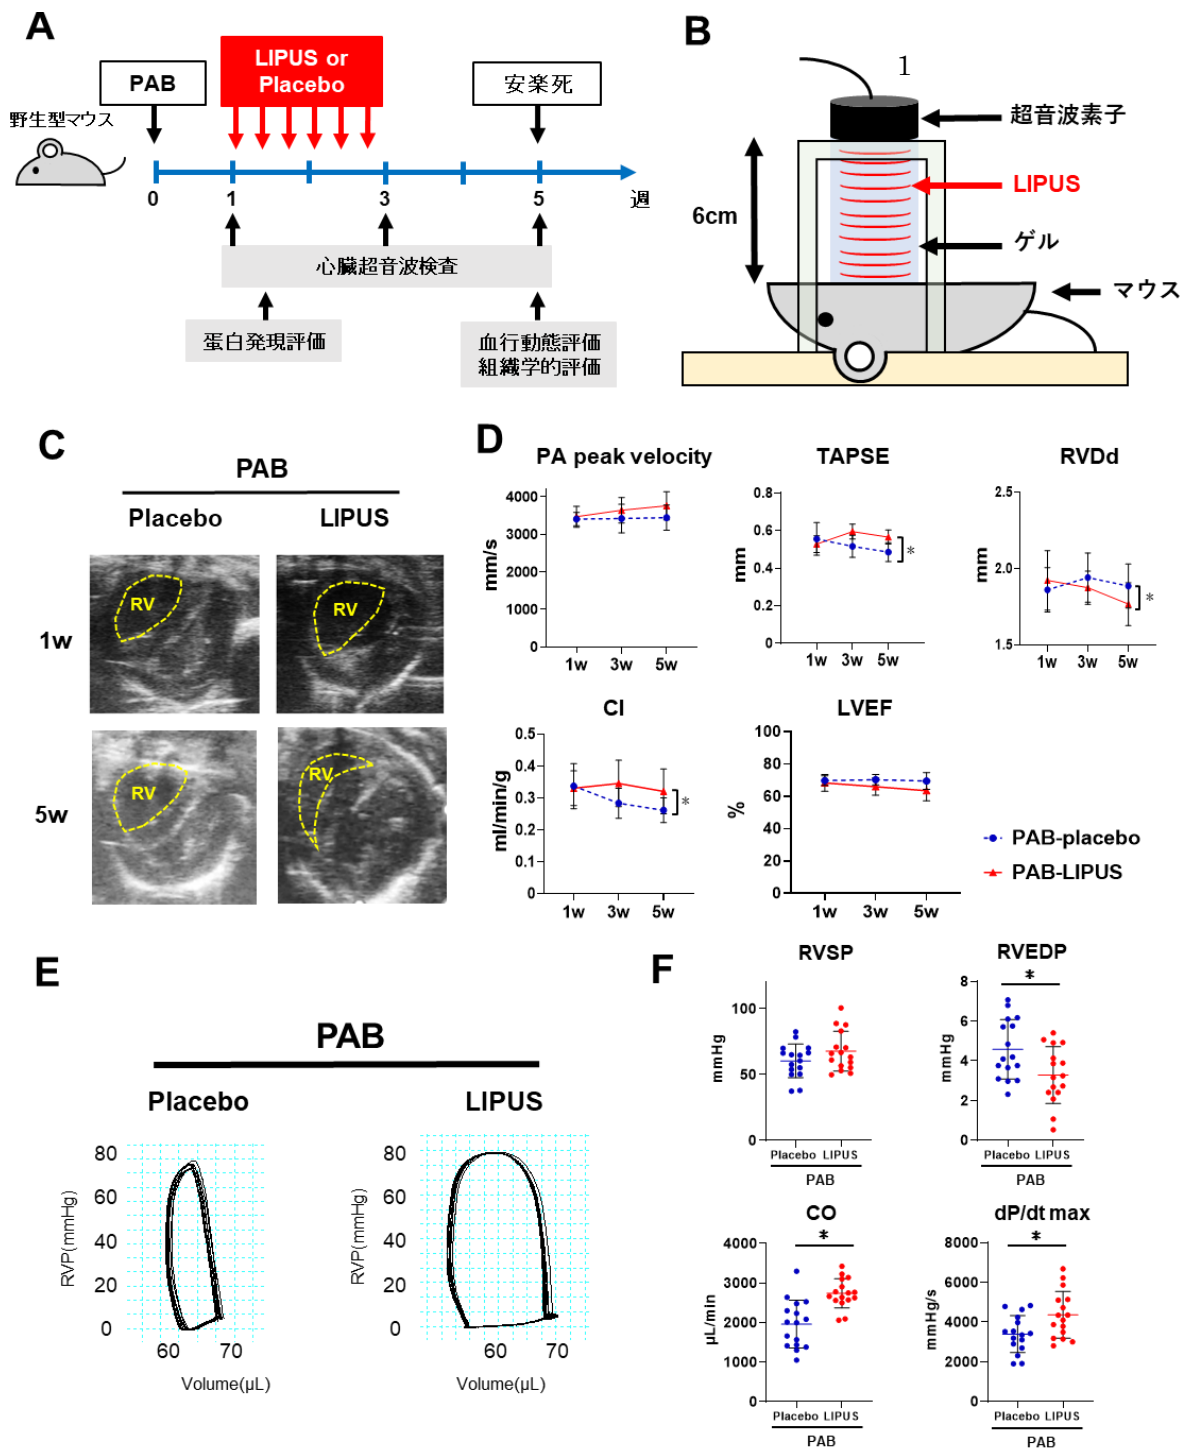 A
PAB
LIPUS or
Placebo
安楽死
野生型マウス
0
1
3
5
週
心臓超音波検査
蛋白発現評価
血行動態評価
組織学的評価
B
1
超音波素子
LIPUS
6cm
ゲル
マウス
C
PAB
Placebo
LIPUS
1w
RV
RV
5w
RV
RV
D
PA peak velocity
mm/s
4000
3000
2000
1000
0
1w
3w
5w
TAPSE
mm
0.8
0.6
0.4
0.2
0
*
1w
3w
5w
RVDd
mm
2.5
2.0
1.5
*
1w
3w
5w
CI
ml/min/g
0.5
0.4
0.3
0.2
0.1
0
*
1w
3w
5w
LVEF
%
100
80
60
40
20
0
1w
3w
5w
PAB-placebo
PAB-LIPUS
E
PAB
Placebo
LIPUS
RVP(mmHg)
80
60
40
20
0
60
70
Volume(μL)
RVP(mmHg)
80
60
40
20
0
60
70
Volume(μL)
F
RVSP
mmHg
100
50
0
Placebo
LIPUS
PAB
RVEDP
*
mmHg
8
6
4
2
0
Placebo
LIPUS
PAB
CO
*
μL/min
4000
3000
2000
1000
0
Placebo
LIPUS
PAB
dP/dt max
*
mmHg/s
8000
6000
4000
2000
0
Placebo
LIPUS
PAB